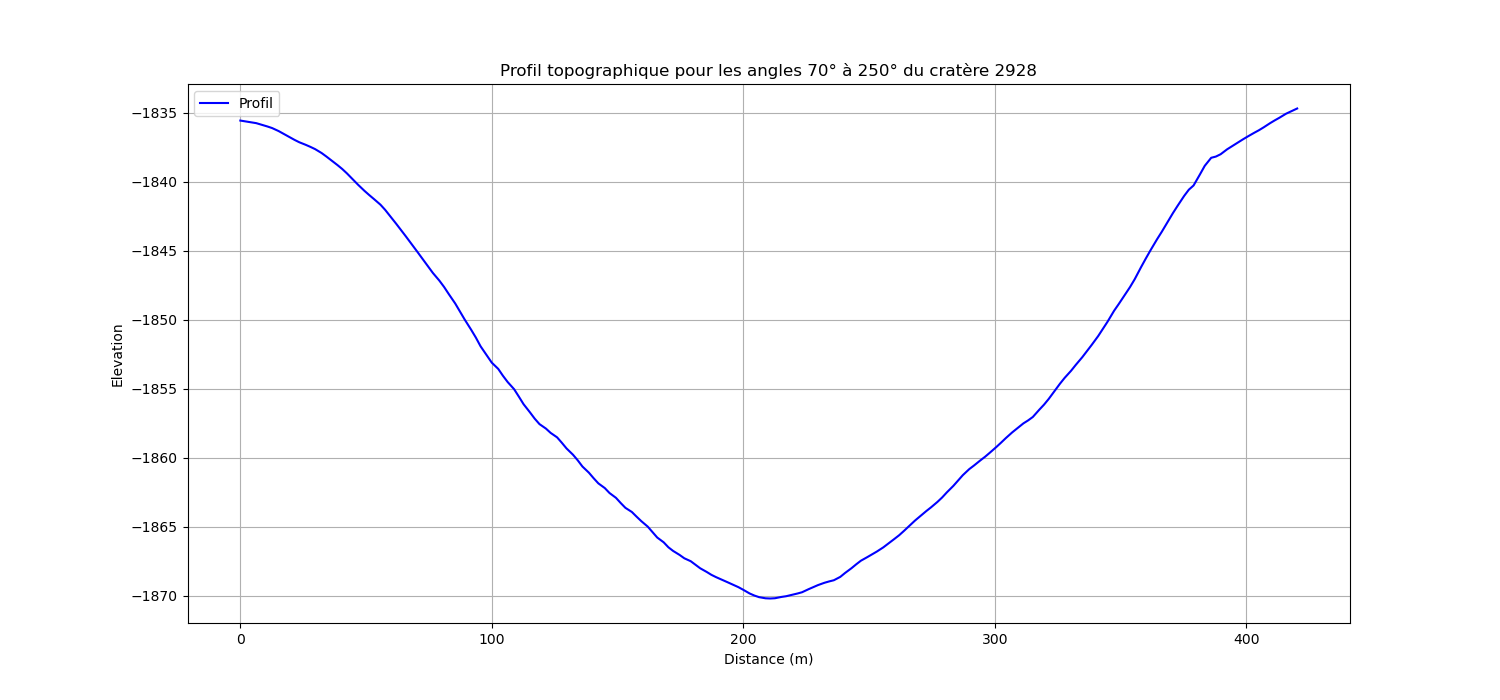 Profil topographique pour les angles 70° à 250° du cratère 2928
Profil
−1835
−1840
−1845
−1850
−1855
−1860
−1865
−1870
Elevation
0 100 200 300 400
Distance (m)